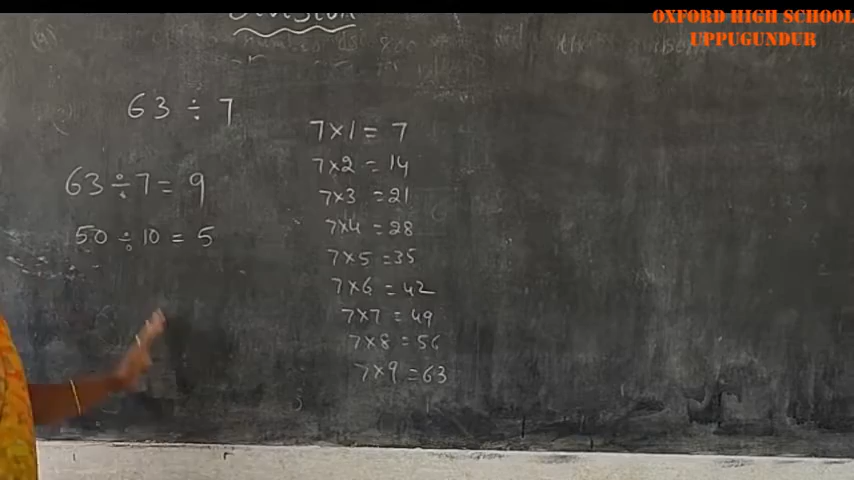 OXFORD HIGH SCHOOL
UPPUGUNDUR
Division
63 ÷ 7
63 ÷ 7 = 9
50 ÷ 10 = 5
7×1 = 7
7×2 = 14
7×3 = 21
7×4 = 28
7×5 = 35
7×6 = 42
7×7 = 49
7×8 = 56
7×9 = 63